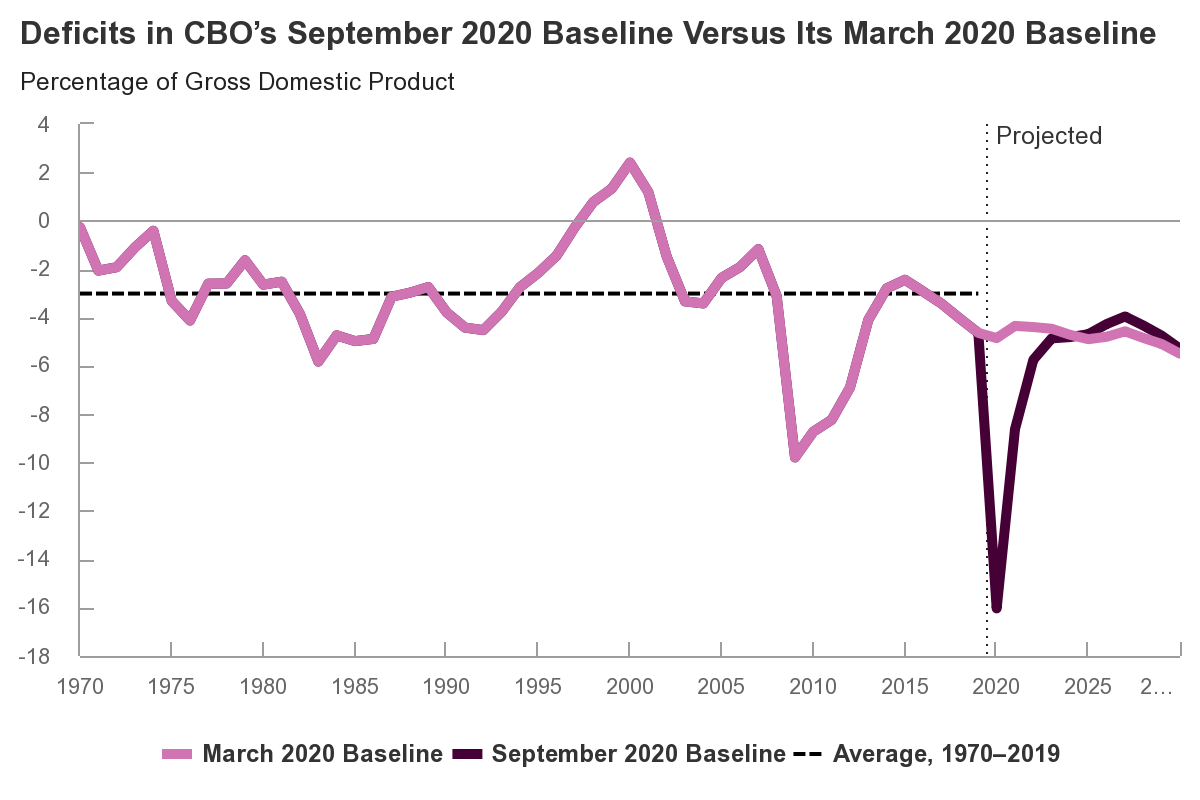 Deficits in CBO’s September 2020 Baseline Versus Its March 2020 Baseline
Percentage of Gross Domestic Product
4
2
0
-2
-4
-6
-8
-10
-12
-14
-16
-18
Projected
1970 1975 1980 1985 1990 1995 2000 2005 2010 2015 2020 2025 2…
March 2020 Baseline September 2020 Baseline Average, 1970–2019